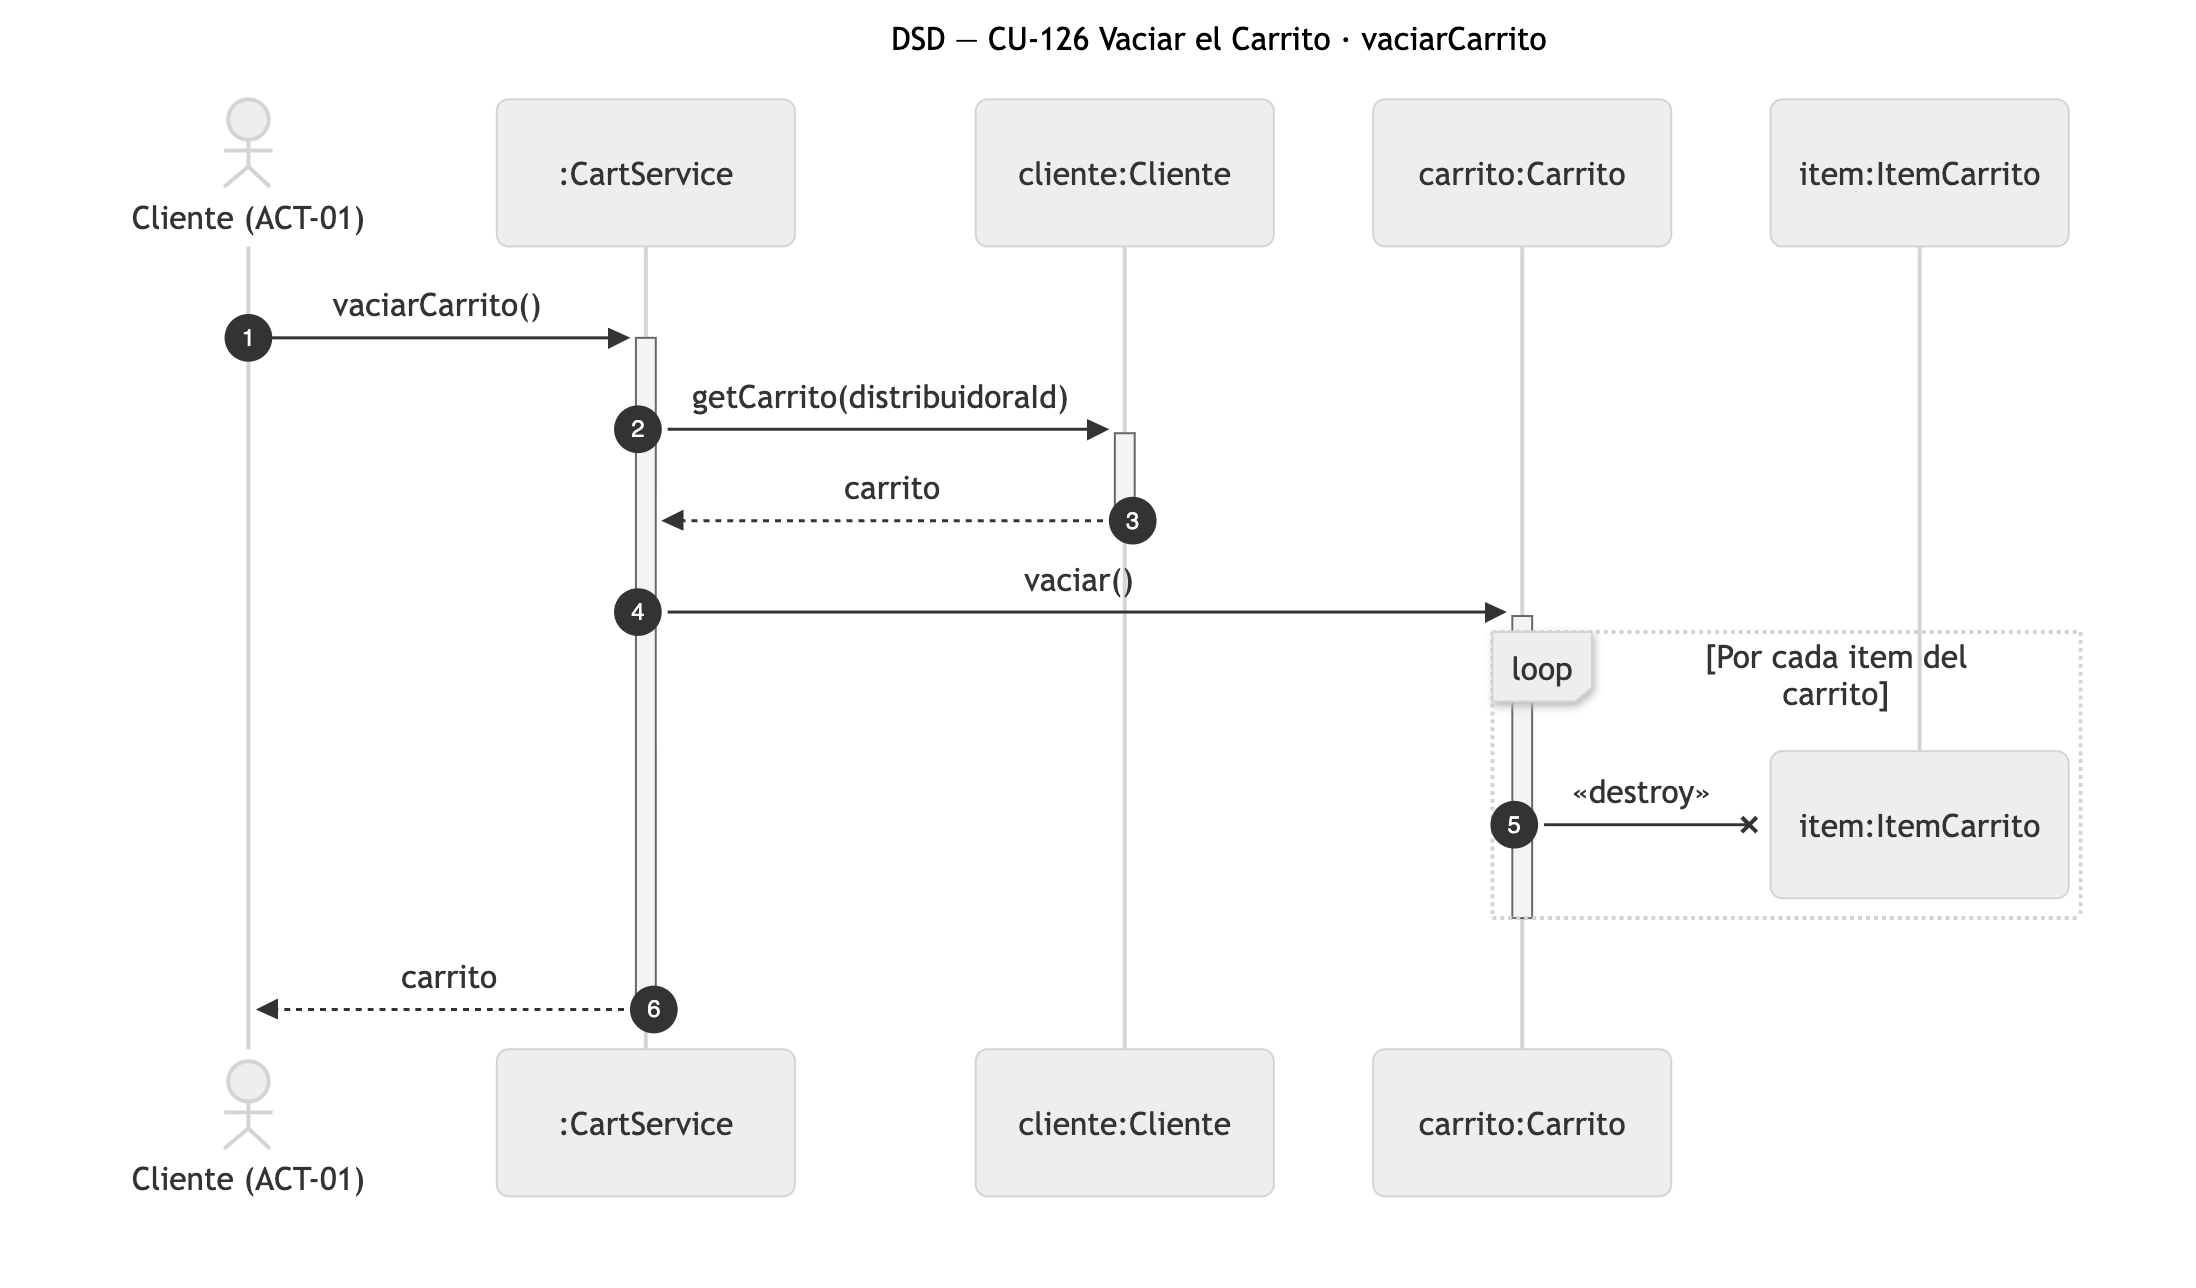 DSD — CU-126 Vaciar el Carrito · vaciarCarrito
Cliente (ACT-01)
:CartService
cliente:Cliente
carrito:Carrito
item:ItemCarrito
vaciarCarrito()
1
getCarrito(distribuidoraId)
2
carrito
3
vaciar()
4
loop
[Por cada item del
carrito]
«destroy»
5
item:ItemCarrito
carrito
6
Cliente (ACT-01)
:CartService
cliente:Cliente
carrito:Carrito